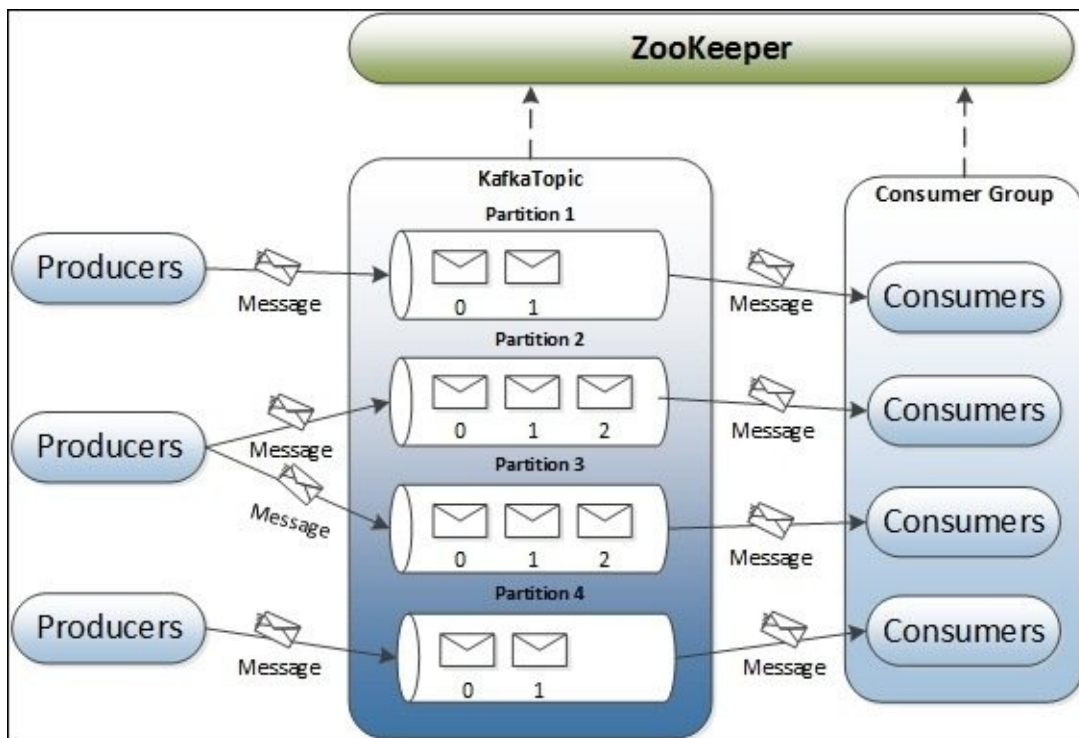 ZooKeeper
KafkaTopic
Consumer Group
Partition 1
Producers
Message
0 1
Message
Consumers
Partition 2
Producers
Message
Message
0 1 2
Message
Consumers
Partition 3
0 1 2
Message
Consumers
Partition 4
Producers
Message
0 1
Message
Consumers